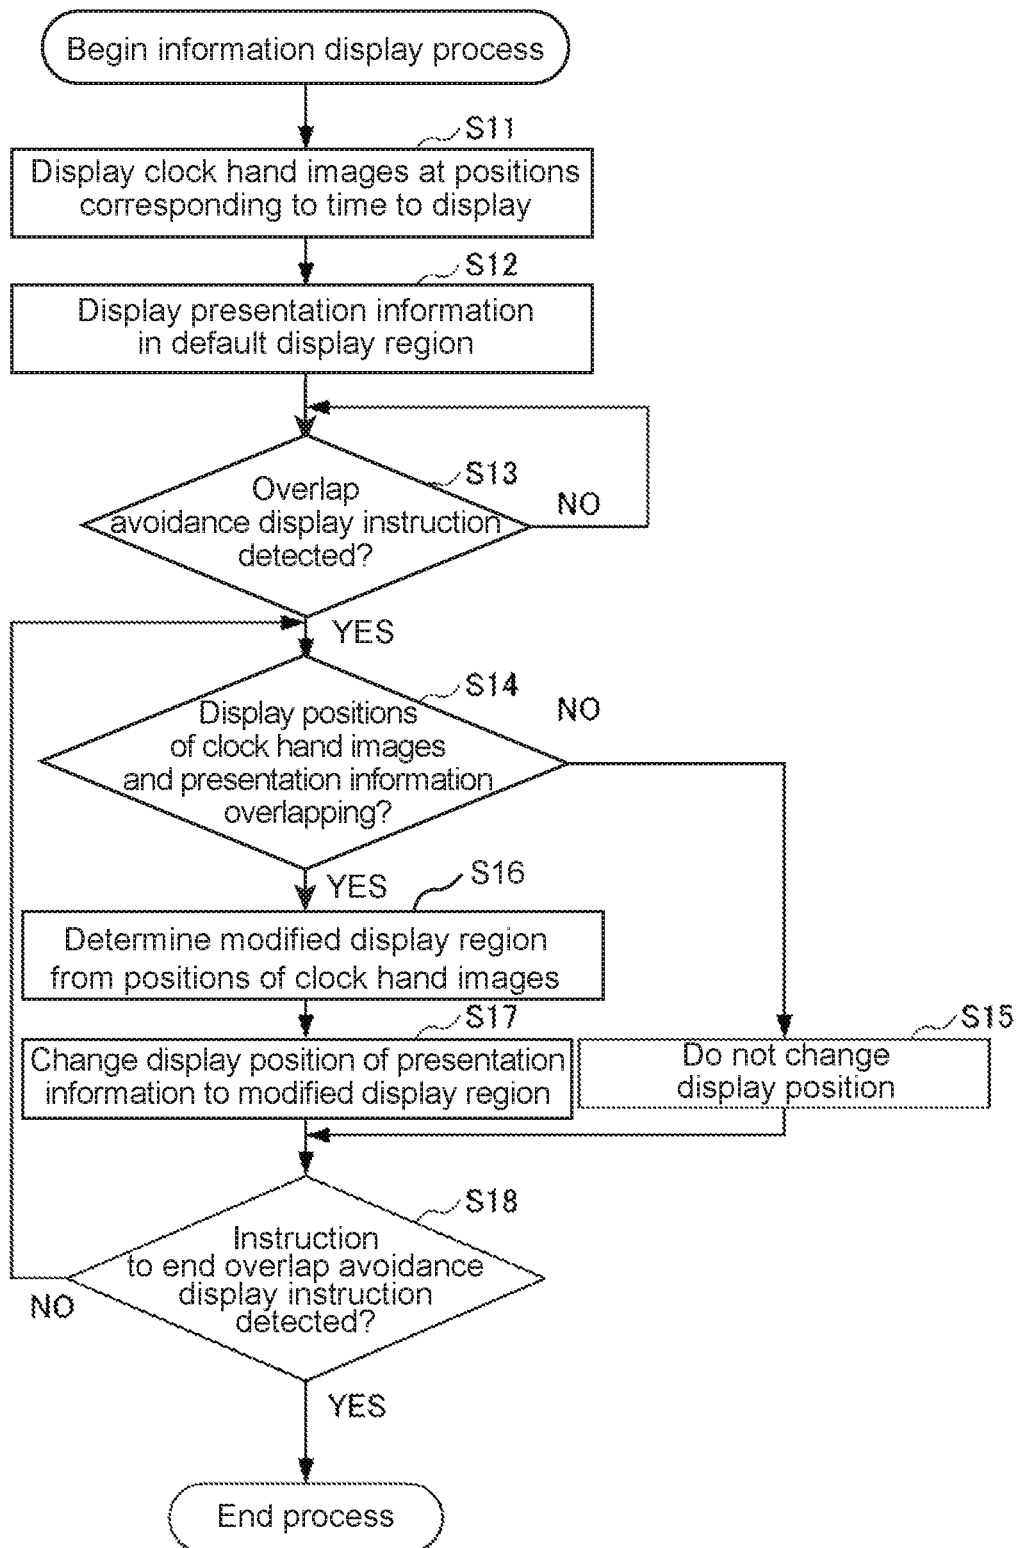 Begin information display process
S11
Display clock hand images at positions
corresponding to time to display
S12
Display presentation information
in default display region
S13
Overlap
avoidance display instruction
detected?
NO
YES
S14
NO
Display positions
of clock hand images
and presentation information
overlapping?
YES
S16
Determine modified display region
from positions of clock hand images
S17
Change display position of presentation
information to modified display region
S15
Do not change
display position
S18
Instruction
to end overlap avoidance
display instruction
detected?
NO
YES
End process